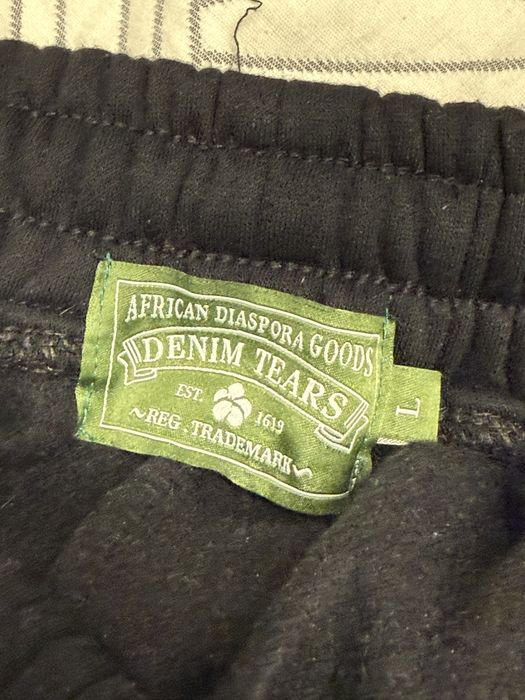 AFRICAN DIASPORA GOODS
DENIM TEARS
EST. 1619
~REG. TRADEMARK~
L